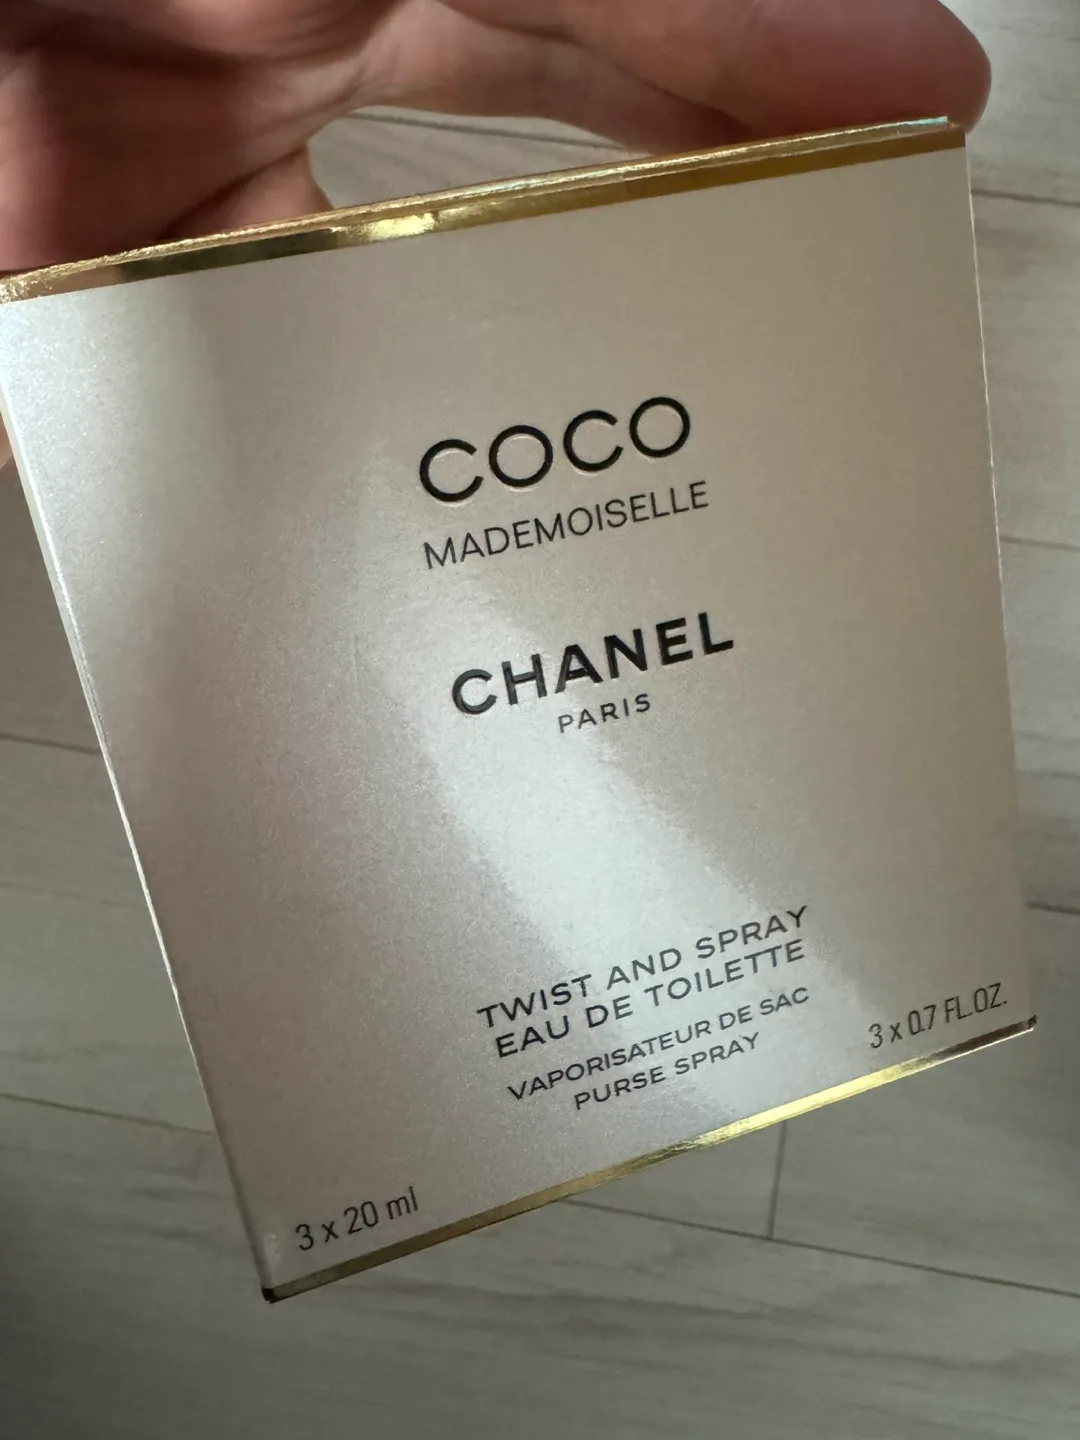 COCO
MADEMOISELLE
CHANEL
PARIS
TWIST AND SPRAY
EAU DE TOILETTE
VAPORISATEUR DE SAC
PURSE SPRAY
3 x 20 ml
3 x 0.7 FL.OZ.